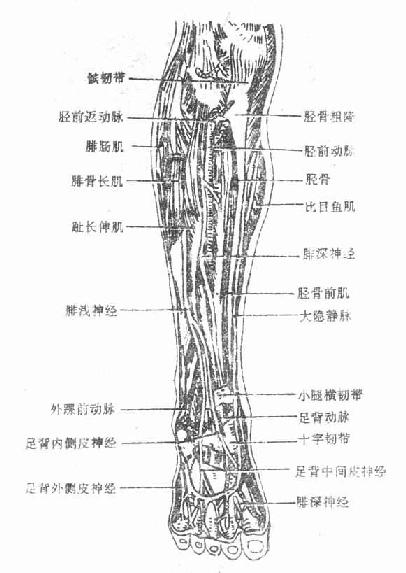 髌韧带
胫前返动脉
胫骨粗隆
腓肠肌
胫前动脉
腓骨长肌
胫骨
比目鱼肌
趾长伸肌
腓深神经
胫骨前肌
腓浅神经
大隐静脉
小腿横韧带
外踝前动脉
足背动脉
足背内侧皮神经
十字韧带
足背中间皮神经
足背外侧皮神经
腓深神经